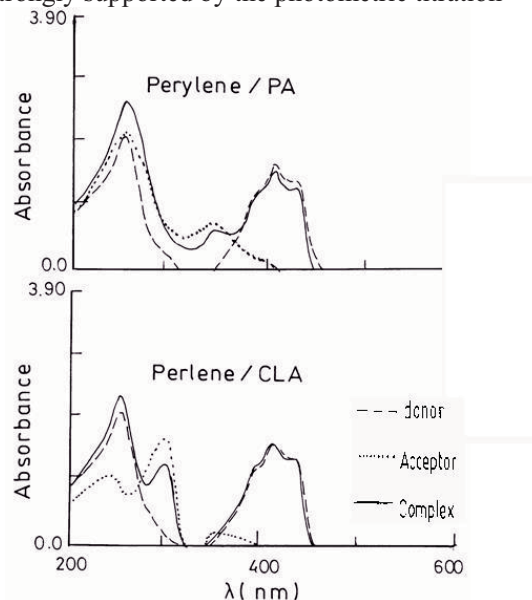 strongly supported by the photometric titration
3.90
Perylene / PA
Absorbance
0.0
3.90
Perlene / CLA
Absorbance
donor
Acceptor
Complex
0.0
200
400
600
λ( nm)